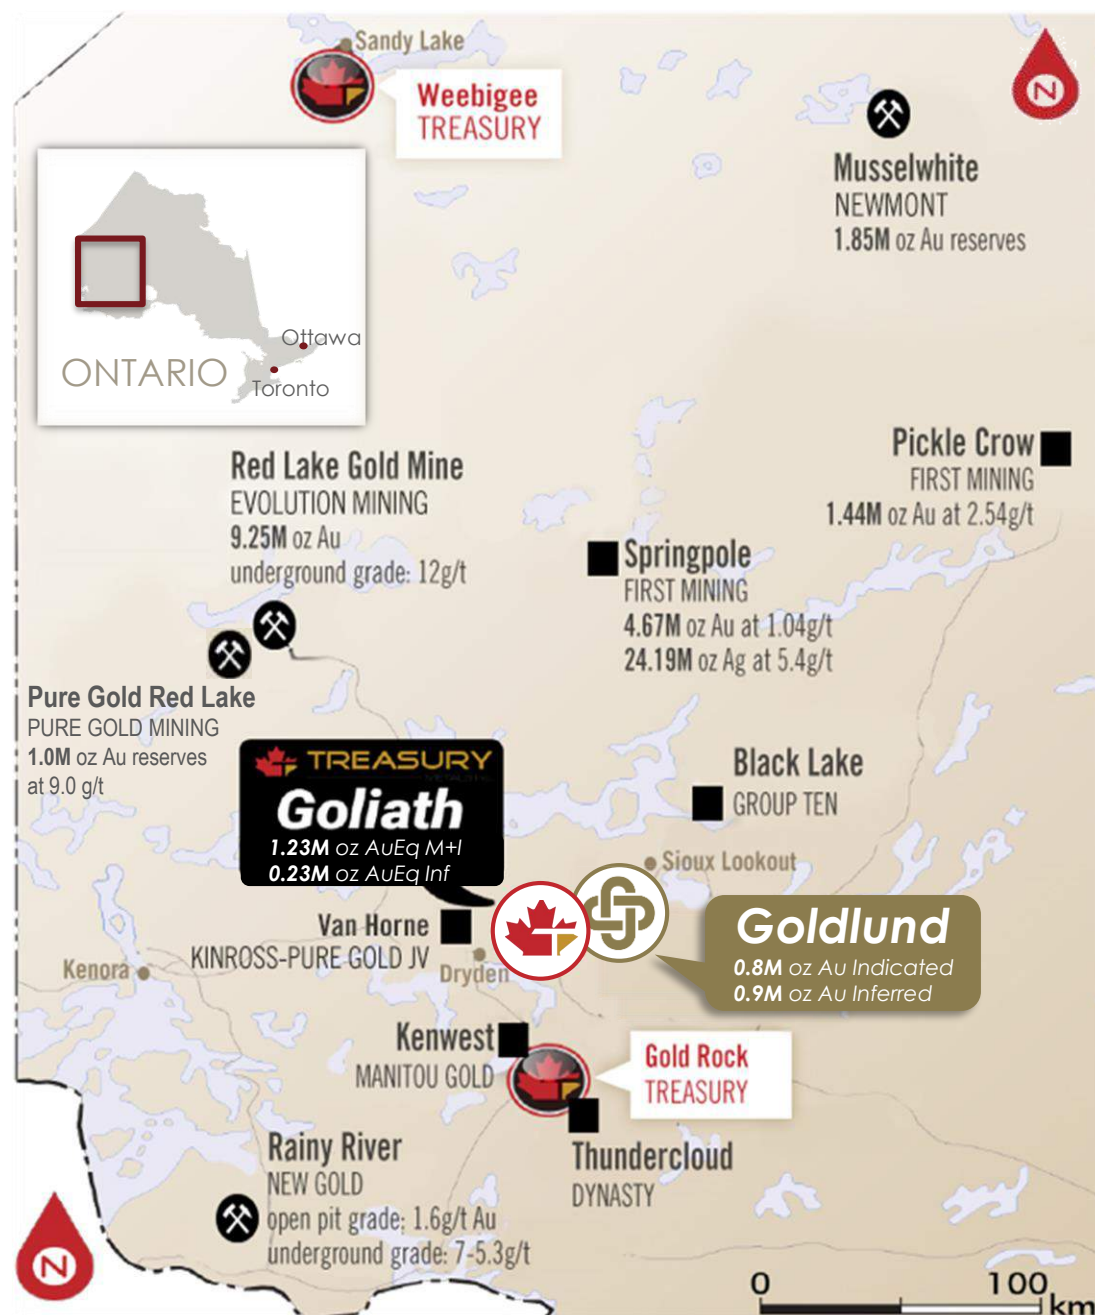 Sandy Lake
Weebigee
TREASURY
N
Musselwhite
NEWMONT
1.85M oz Au reserves
Ottawa
ONTARIO
Toronto
Red Lake Gold Mine
EVOLUTION MINING
9.25M oz Au
underground grade: 12g/t
Pickle Crow
FIRST MINING
1.44M oz Au at 2.54g/t
Springpole
FIRST MINING
4.67M oz Au at 1.04g/t
24.19M oz Ag at 5.4g/t
Pure Gold Red Lake
PURE GOLD MINING
1.0M oz Au reserves
at 9.0 g/t
TREASURY
Goliath
1.23M oz AuEq M+I
0.23M oz AuEq Inf
Black Lake
GROUP TEN
Sioux Lookout
Goldlund
0.8M oz Au Indicated
0.9M oz Au Inferred
Van Horne
KINROSS-PURE GOLD JV
Dryden
Kenora
Kenwest
MANITOU GOLD
Gold Rock
TREASURY
Thundercloud
DYNASTY
Rainy River
NEW GOLD
open pit grade: 1.6g/t Au
underground grade: 7-5.3g/t
N
0 100
km